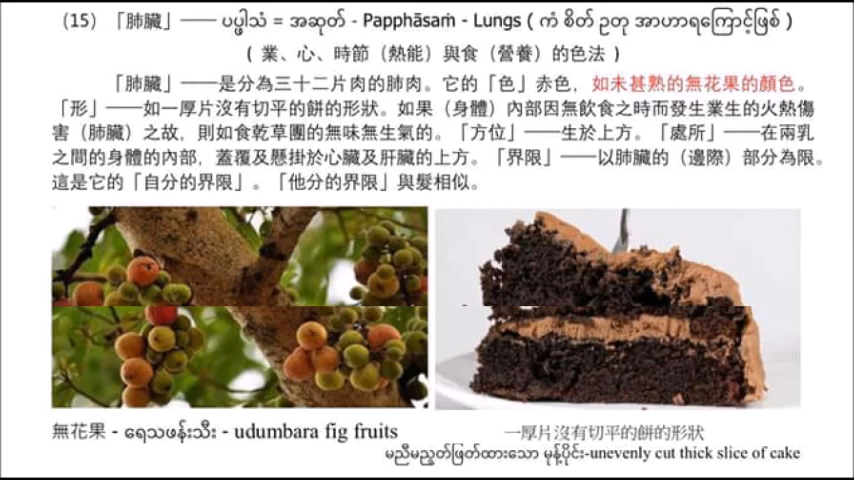 （15）「肺臟」—— ပပ္ဖါသံ = အဆုတ် - Papphāsaṁ - Lungs ( ကံ စိတ် ဥတု အာဟာရကြောင့်ဖြစ် )
( 業、心、時節（熱能）與食（營養）的色法 )
「肺臟」——是分為三十二片肉的肺肉。它的「色」赤色，如未甚熟的無花果的顏色。
「形」——如一厚片沒有切平的餅的形狀。如果（身體）內部因無飲食之時而發生業生的火熱傷
害（肺臟）之故，則如食乾草團的無味無生氣的。「方位」——生於上方。「處所」——在兩乳
之間的身體的內部，蓋覆及懸掛於心臟及肝臟的上方。「界限」——以肺臟的（邊際）部分為限。
這是它的「自分的界限」。「他分的界限」與髮相似。
無花果 - ရေသဖန်းသီး - udumbara fig fruits
一厚片沒有切平的餅的形狀
မညီမညွတ်ဖြတ်ထားသော မုန့်ပိုင်း-unevenly cut thick slice of cake